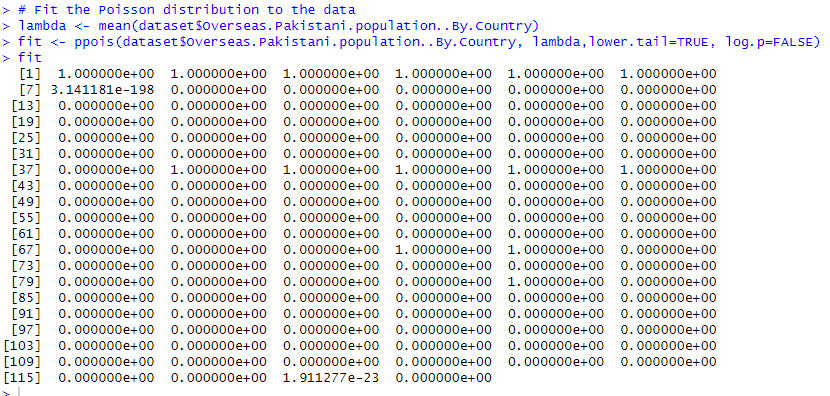 > # Fit the Poisson distribution to the data
> lambda <- mean(dataset$Overseas.Pakistani.population..By.Country)
> fit <- ppois(dataset$Overseas.Pakistani.population..By.Country, lambda,lower.tail=TRUE, log.p=FALSE)
> fit
[1] 1.000000e+00 1.000000e+00 1.000000e+00 1.000000e+00 1.000000e+00 1.000000e+00
[7] 3.141181e-198 0.000000e+00 0.000000e+00 0.000000e+00 0.000000e+00 0.000000e+00
[13] 0.000000e+00 0.000000e+00 0.000000e+00 0.000000e+00 0.000000e+00 0.000000e+00
[19] 0.000000e+00 0.000000e+00 0.000000e+00 0.000000e+00 0.000000e+00 0.000000e+00
[25] 0.000000e+00 0.000000e+00 0.000000e+00 0.000000e+00 0.000000e+00 0.000000e+00
[31] 0.000000e+00 0.000000e+00 0.000000e+00 0.000000e+00 0.000000e+00 0.000000e+00
[37] 0.000000e+00 1.000000e+00 1.000000e+00 1.000000e+00 1.000000e+00 1.000000e+00
[43] 0.000000e+00 0.000000e+00 0.000000e+00 0.000000e+00 0.000000e+00 0.000000e+00
[49] 0.000000e+00 0.000000e+00 0.000000e+00 0.000000e+00 0.000000e+00 0.000000e+00
[55] 0.000000e+00 0.000000e+00 0.000000e+00 0.000000e+00 0.000000e+00 0.000000e+00
[61] 0.000000e+00 0.000000e+00 0.000000e+00 0.000000e+00 0.000000e+00 0.000000e+00
[67] 0.000000e+00 0.000000e+00 0.000000e+00 1.000000e+00 1.000000e+00 0.000000e+00
[73] 0.000000e+00 0.000000e+00 0.000000e+00 0.000000e+00 0.000000e+00 0.000000e+00
[79] 0.000000e+00 0.000000e+00 0.000000e+00 0.000000e+00 1.000000e+00 0.000000e+00
[85] 0.000000e+00 0.000000e+00 0.000000e+00 0.000000e+00 0.000000e+00 0.000000e+00
[91] 0.000000e+00 0.000000e+00 0.000000e+00 0.000000e+00 0.000000e+00 0.000000e+00
[97] 0.000000e+00 0.000000e+00 0.000000e+00 0.000000e+00 0.000000e+00 0.000000e+00
[103] 0.000000e+00 0.000000e+00 0.000000e+00 0.000000e+00 0.000000e+00 0.000000e+00
[109] 0.000000e+00 0.000000e+00 0.000000e+00 0.000000e+00 0.000000e+00 0.000000e+00
[115] 0.000000e+00 0.000000e+00 1.911277e-23 0.000000e+00
>